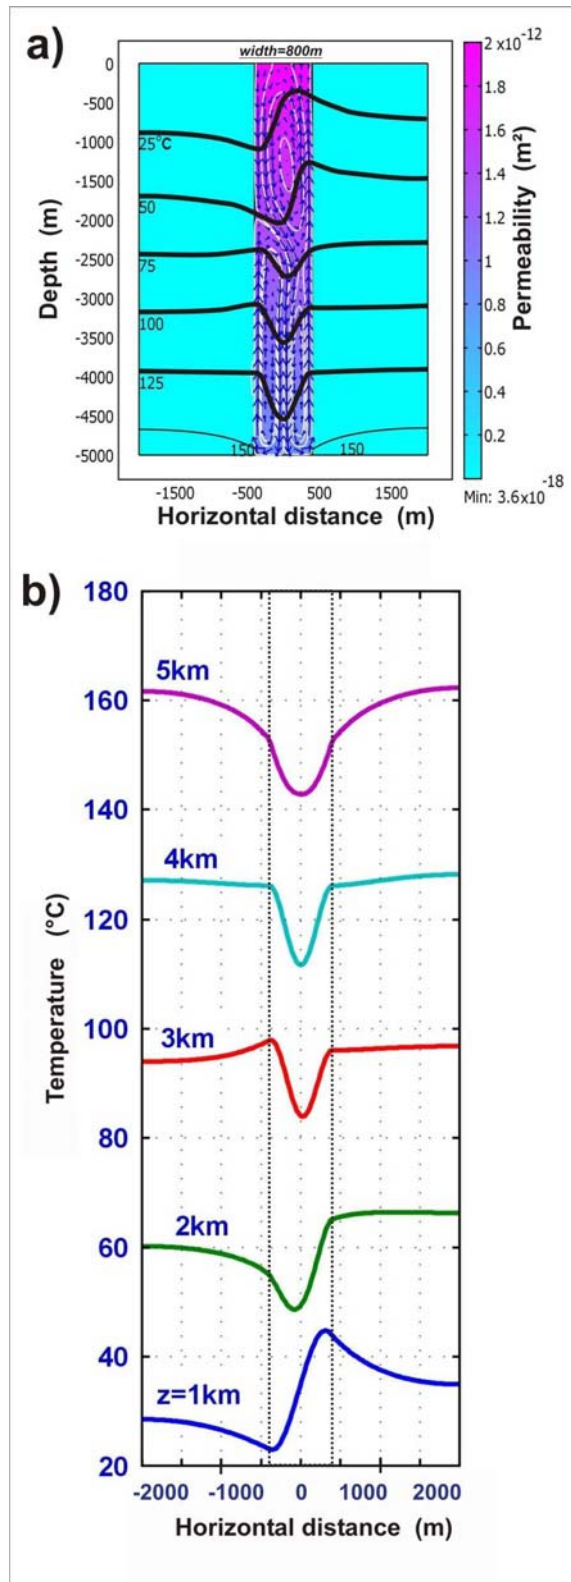 a)
width=800m
2 x10⁻¹²
0
-500
-1000
-1500
-2000
-2500
-3000
-3500
-4000
-4500
-5000
Depth (m)
25°C
50
75
100
125
150
150
1.8
1.6
1.4
1.2
1
0.8
0.6
0.4
0.2
Permeability (m²)
-1500 -500 500 1500
Min: 3.6x10⁻¹⁸
Horizontal distance (m)
b)
180
160
140
120
100
80
60
40
20
Temperature (°C)
5km
4km
3km
2km
z=1km
-2000 -1000 0 1000 2000
Horizontal distance (m)